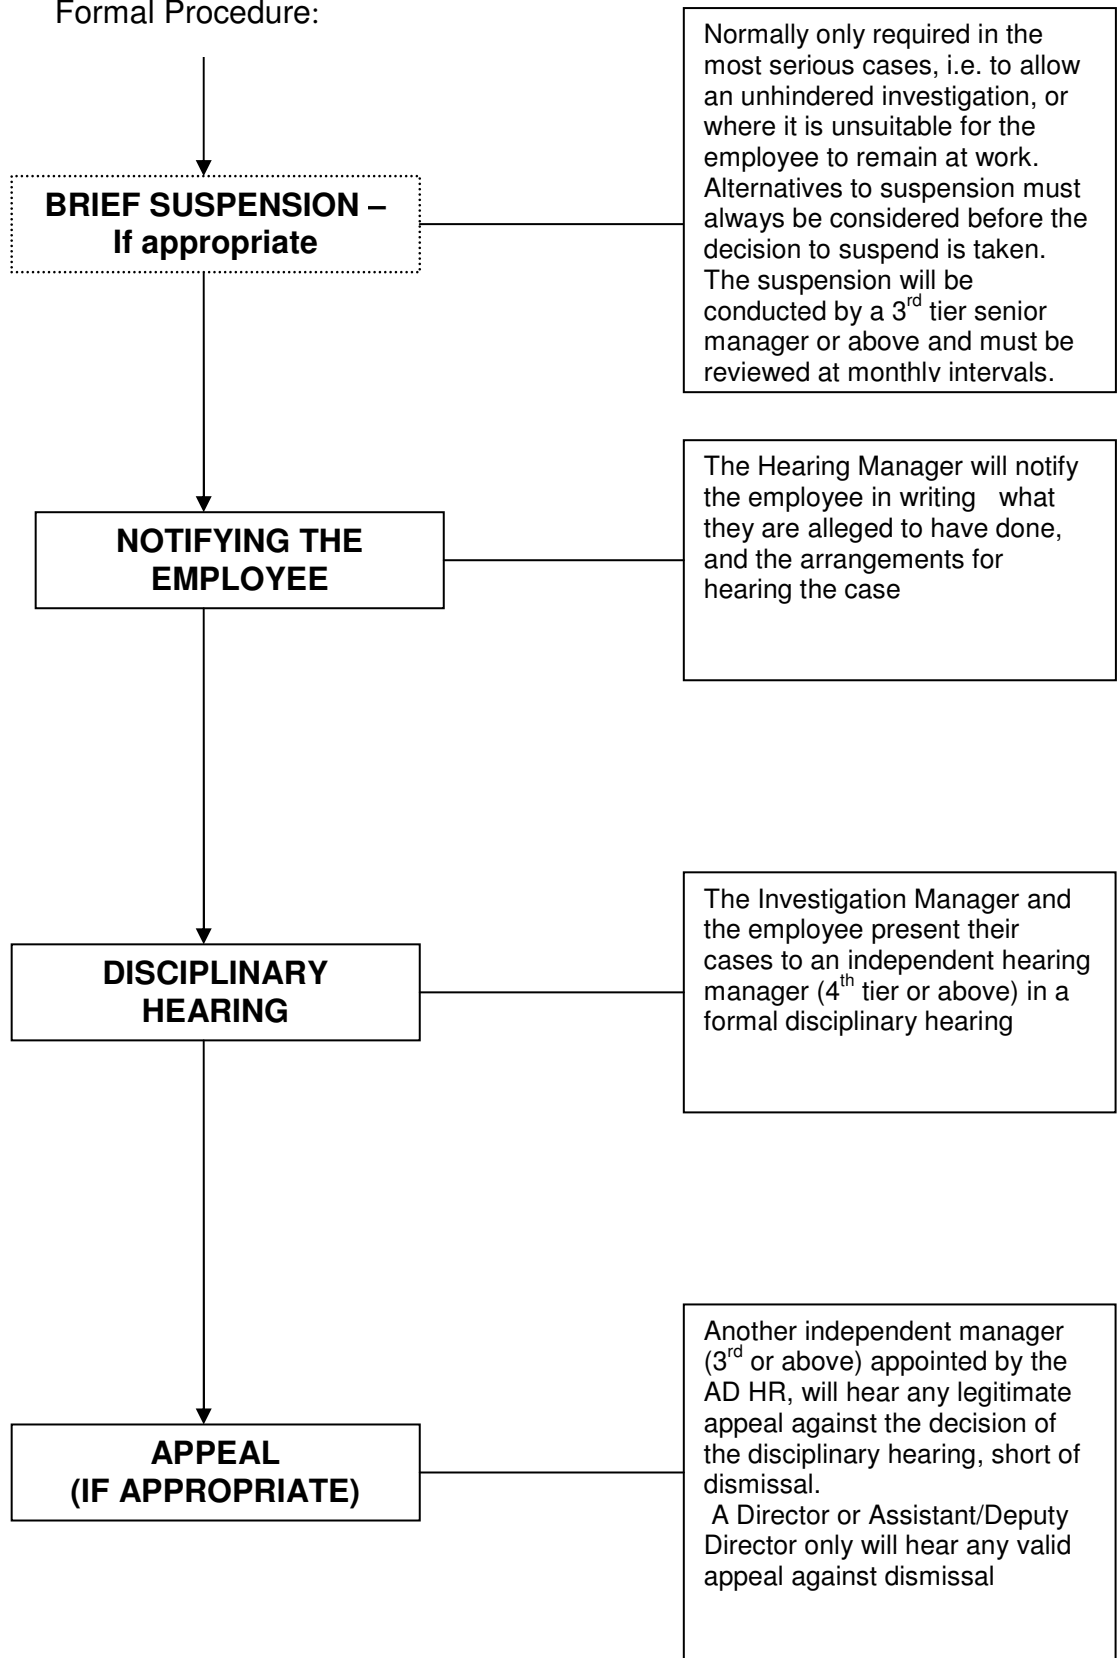 Formal Procedure:
BRIEF SUSPENSION –
If appropriate
Normally only required in the
most serious cases, i.e. to allow
an unhindered investigation, or
where it is unsuitable for the
employee to remain at work.
Alternatives to suspension must
always be considered before the
decision to suspend is taken.
The suspension will be
conducted by a 3rd tier senior
manager or above and must be
reviewed at monthly intervals.
NOTIFYING THE
EMPLOYEE
The Hearing Manager will notify
the employee in writing what
they are alleged to have done,
and the arrangements for
hearing the case
DISCIPLINARY
HEARING
The Investigation Manager and
the employee present their
cases to an independent hearing
manager (4th tier or above) in a
formal disciplinary hearing
APPEAL
(IF APPROPRIATE)
Another independent manager
(3rd or above) appointed by the
AD HR, will hear any legitimate
appeal against the decision of
the disciplinary hearing, short of
dismissal.
A Director or Assistant/Deputy
Director only will hear any valid
appeal against dismissal